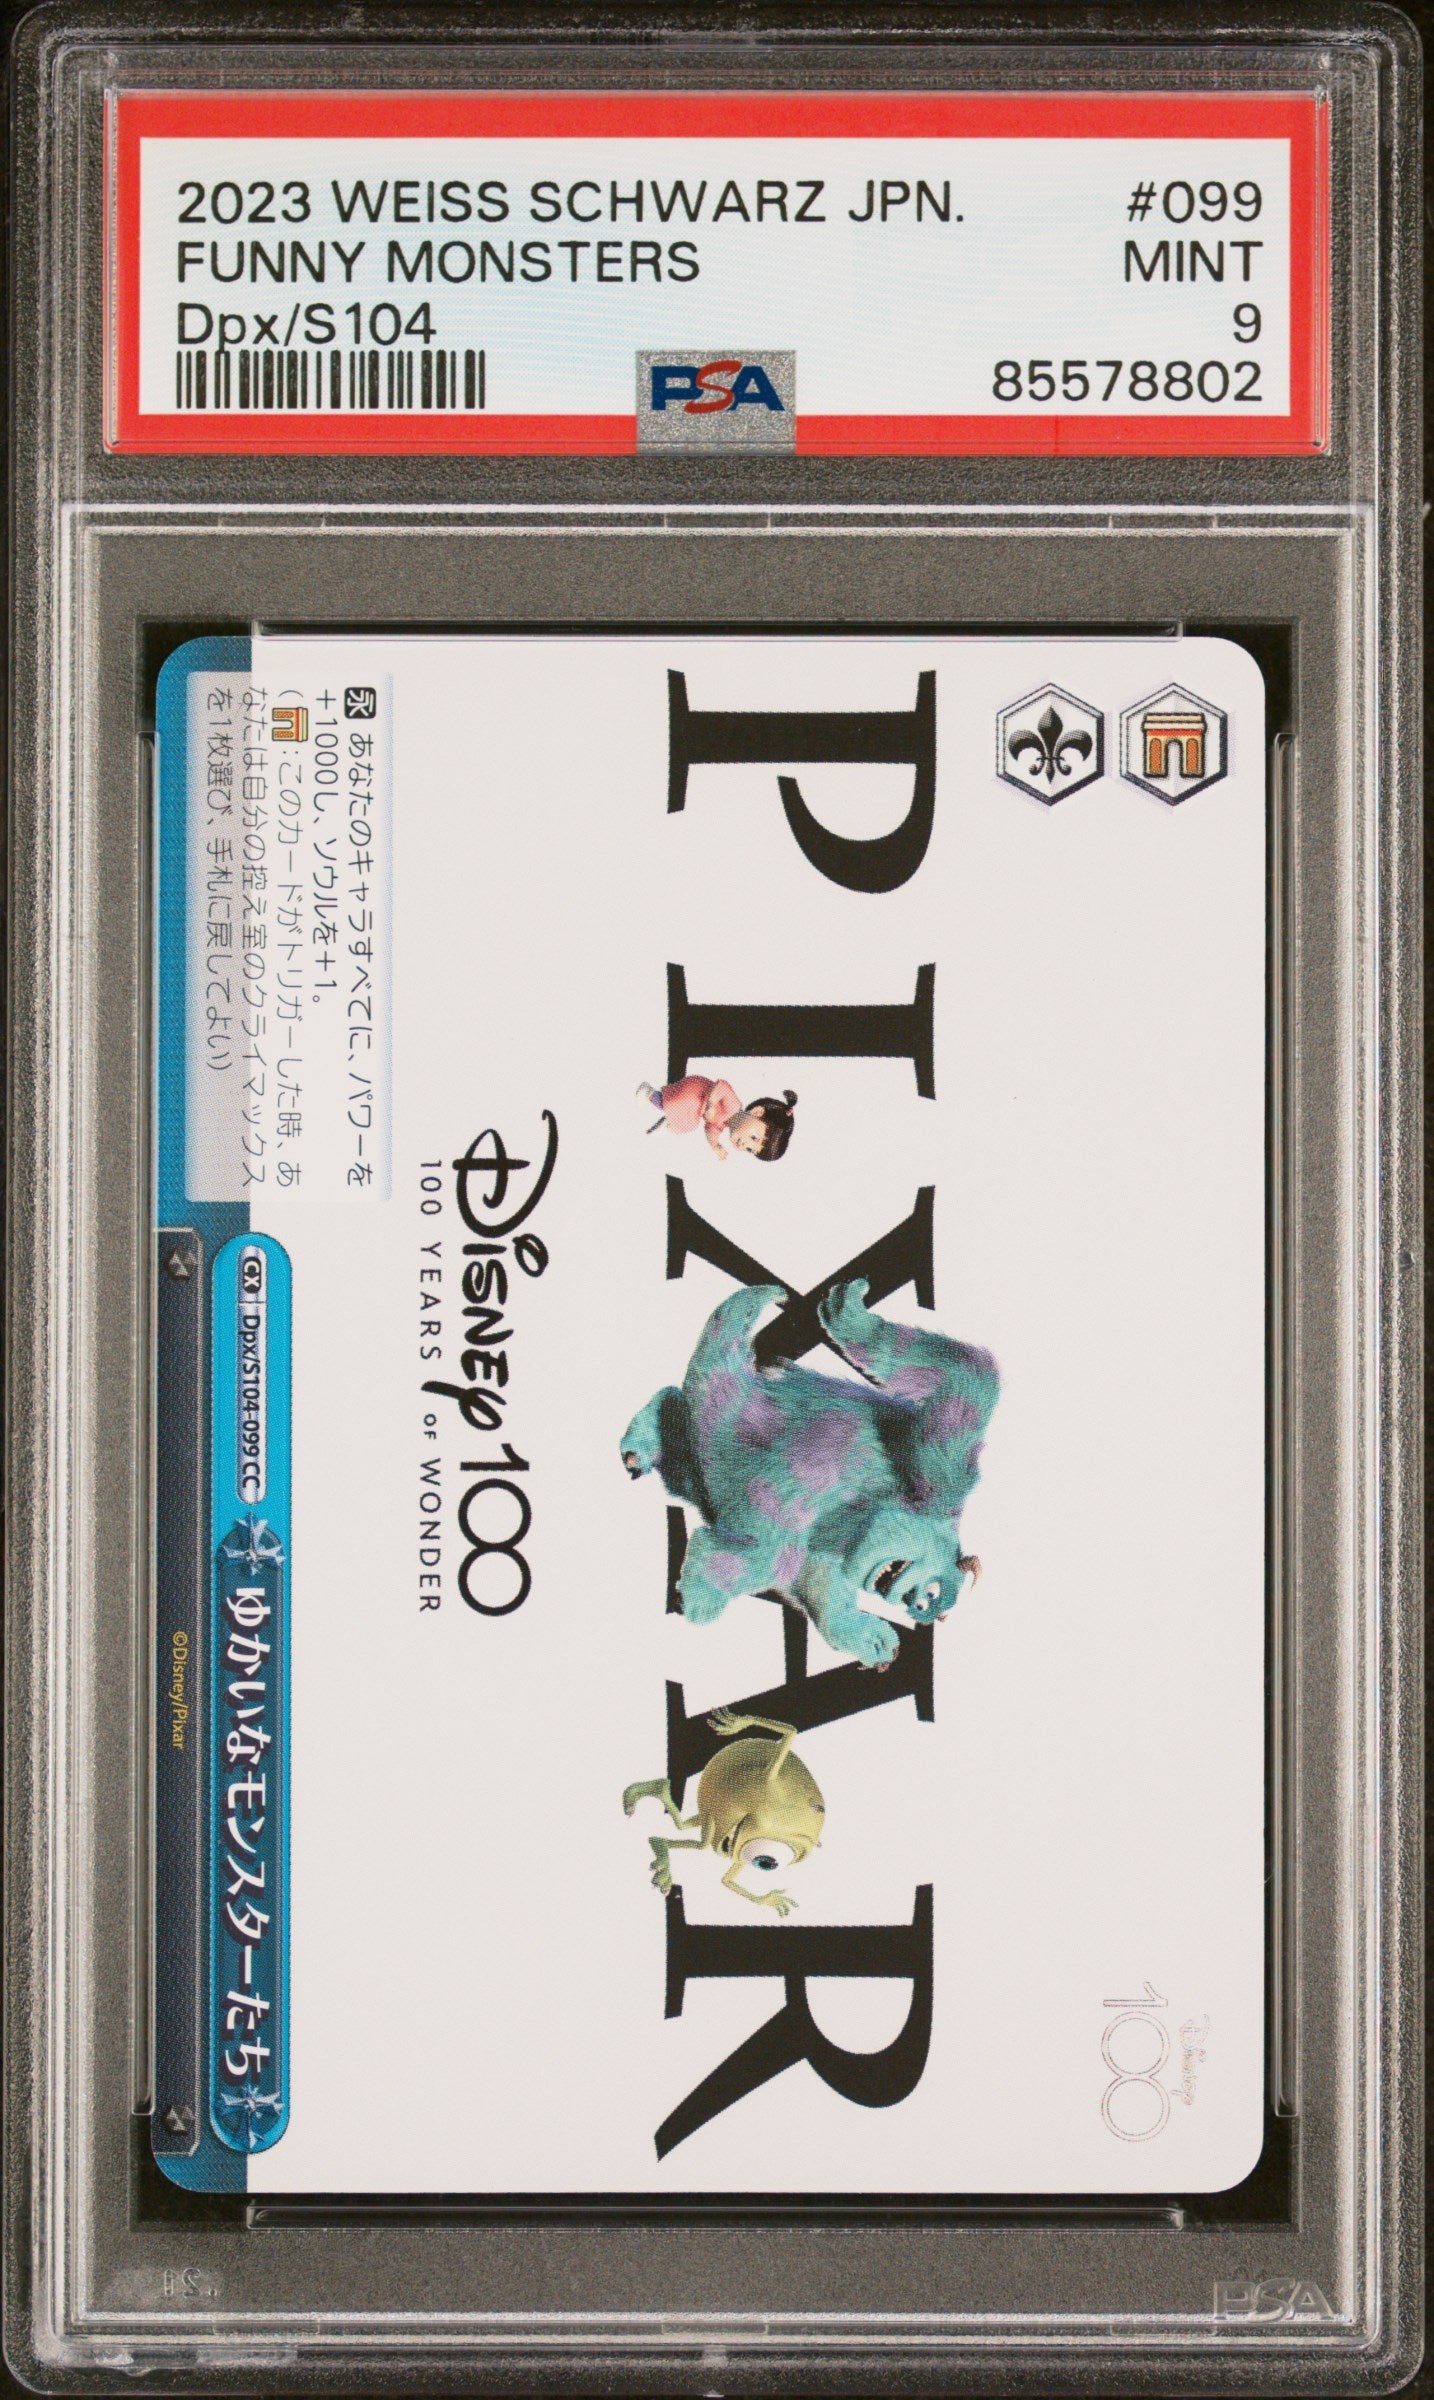 2023 WEISS SCHWARZ JPN. #099
FUNNY MONSTERS MINT
Dpx/S104 9
PSA 85578802
Disney
100
PIXAR
Disney100
100 YEARS OF WONDER
永 あなたのキャラすべてに、パワーを
+1000し、ソウルを+1。
( :このカードがトリガーした時、あ
なたは自分の控え室のクライマックス
を1枚選び、手札に戻してよい)
CX Dpx/S104-099 CC ゆかいなモンスターたち
©Disney/Pixar
PSA